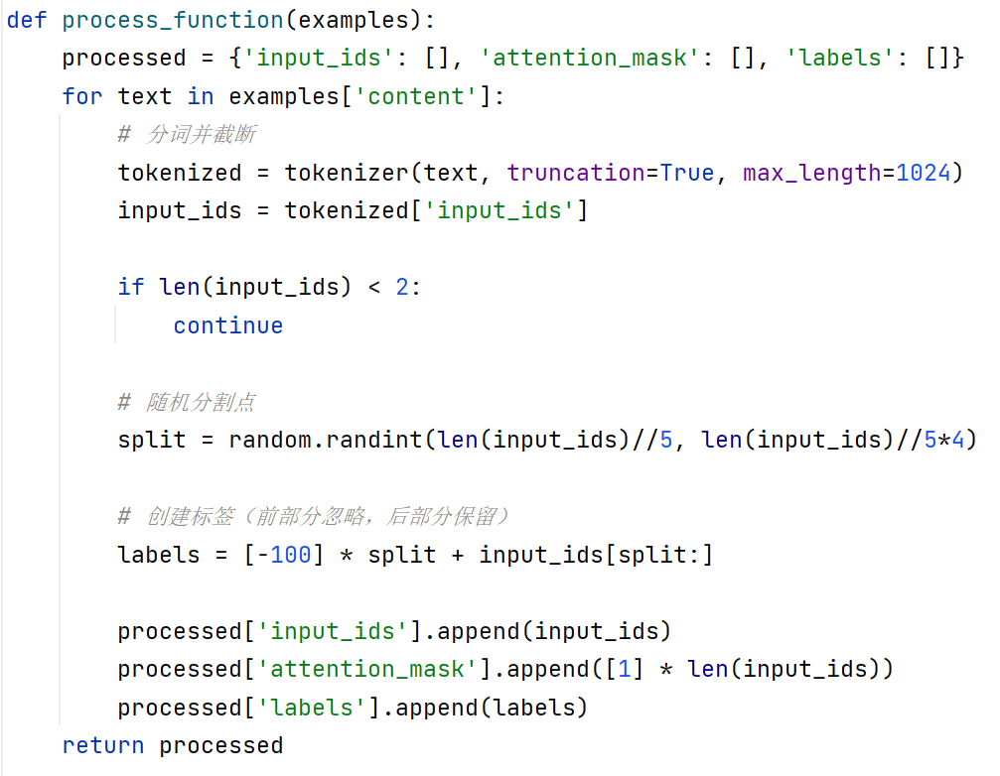 def process_function(examples):
    processed = {'input_ids': [], 'attention_mask': [], 'labels': []}
    for text in examples['content']:
        # 分词并截断
        tokenized = tokenizer(text, truncation=True, max_length=1024)
        input_ids = tokenized['input_ids']

        if len(input_ids) < 2:
            continue

        # 随机分割点
        split = random.randint(len(input_ids)//5, len(input_ids)//5*4)

        # 创建标签（前部分忽略，后部分保留）
        labels = [-100] * split + input_ids[split:]

        processed['input_ids'].append(input_ids)
        processed['attention_mask'].append([1] * len(input_ids))
        processed['labels'].append(labels)
    return processed